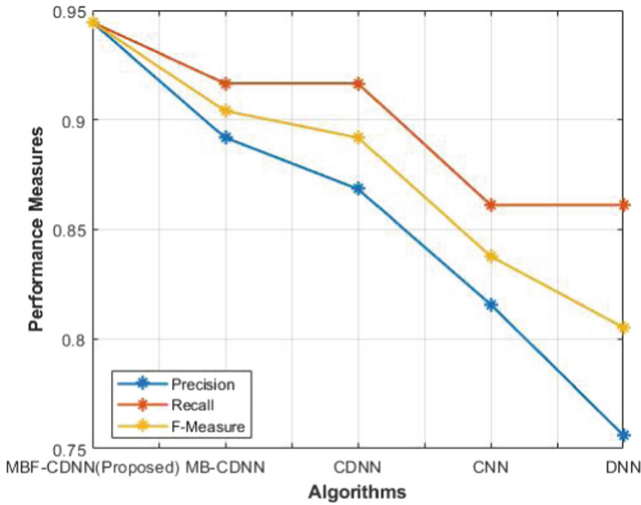 0.95
0.9
0.85
0.8
0.75
Performance Measures
Precision
Recall
F-Measure
MBF-CDNN(Proposed) MB-CDNN CDNN CNN DNN
Algorithms